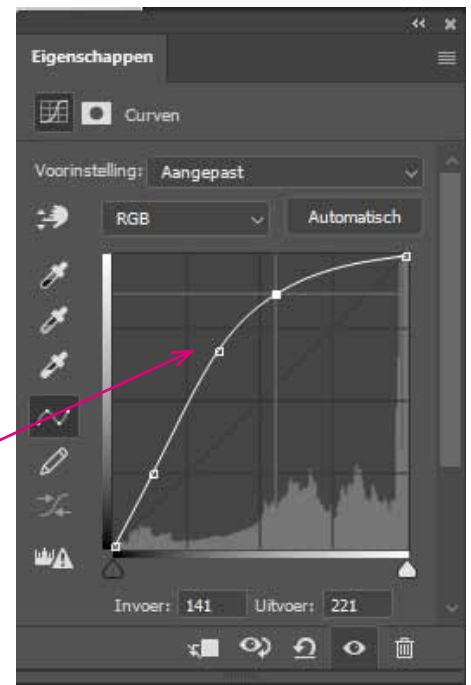 Eigenschappen
Curven
Voorinstelling: Aangepast
RGB Automatisch
Invoer: 141 Uitvoer: 221